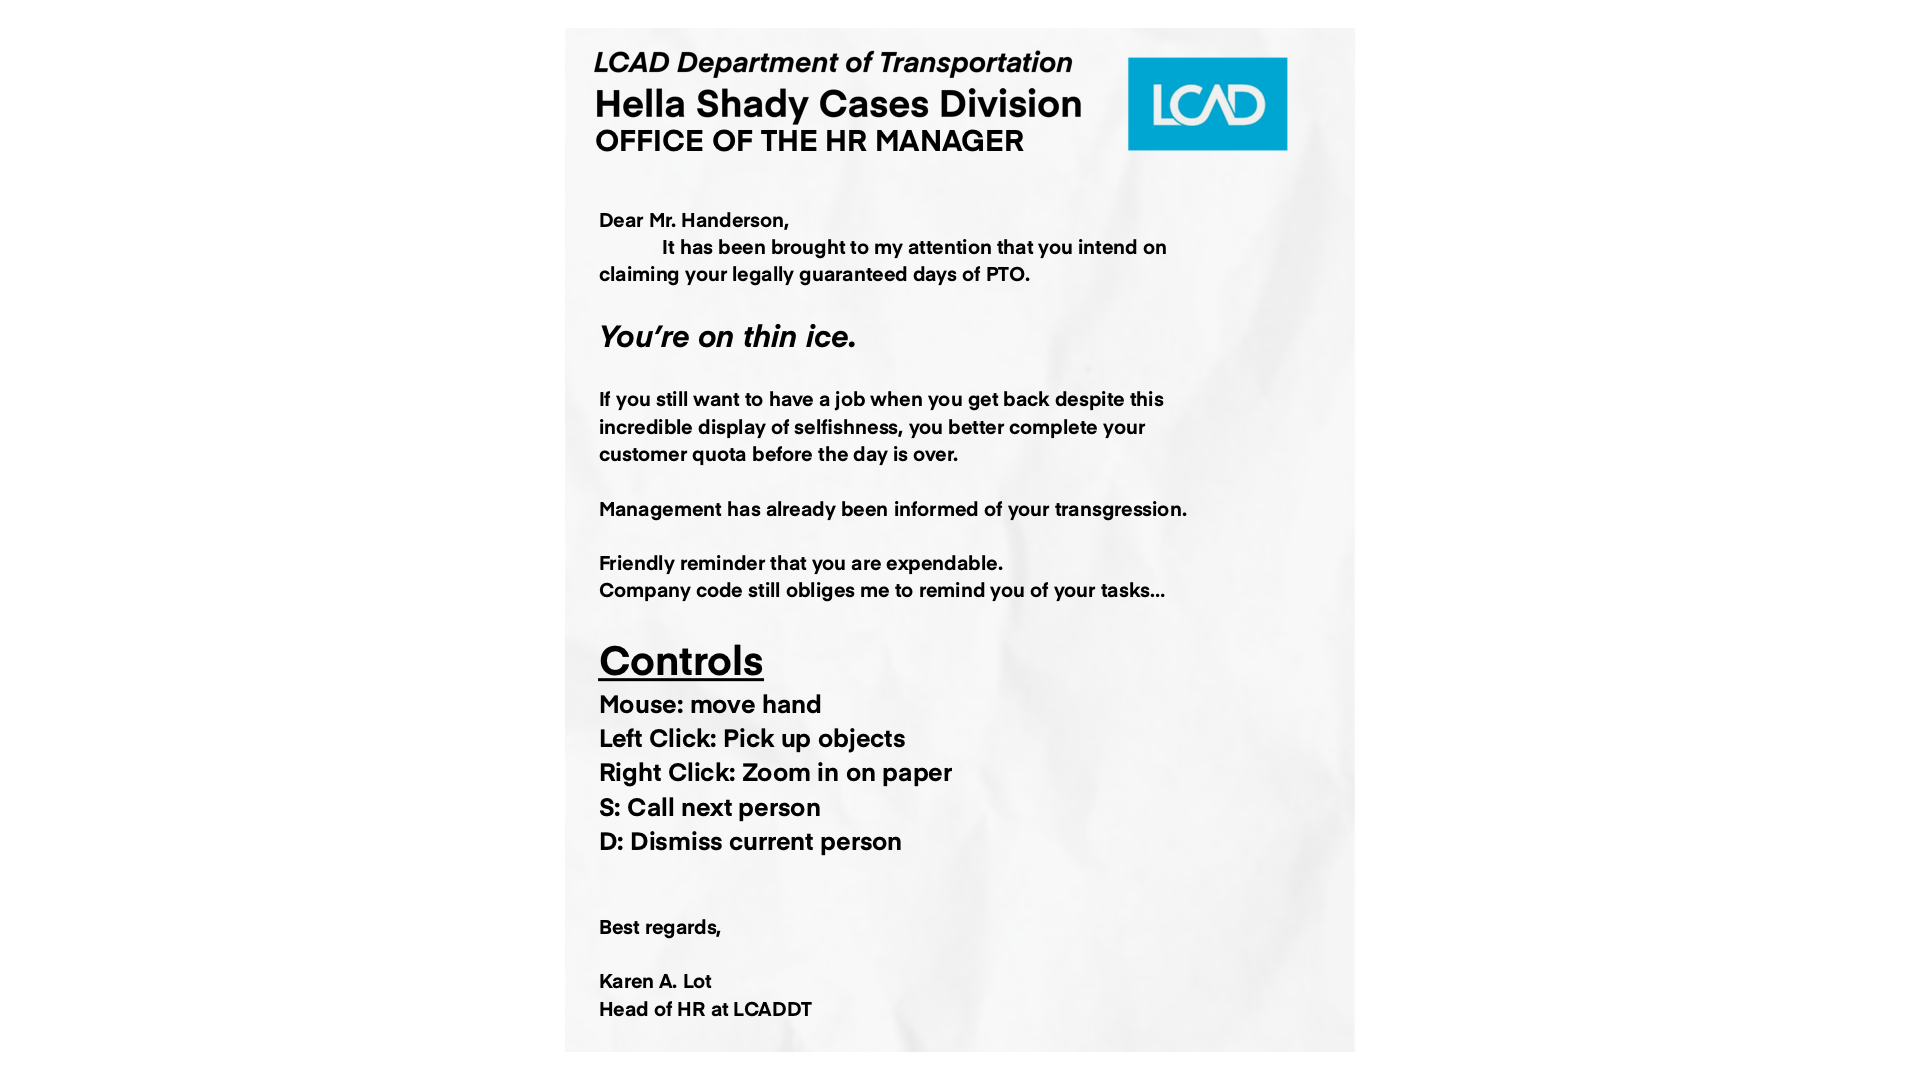 LCAD Department of Transportation
Hella Shady Cases Division
OFFICE OF THE HR MANAGER
LCAD
Dear Mr. Handerson,
It has been brought to my attention that you intend on
claiming your legally guaranteed days of PTO.
You're on thin ice.
If you still want to have a job when you get back despite this
incredible display of selfishness, you better complete your
customer quota before the day is over.
Management has already been informed of your transgression.
Friendly reminder that you are expendable.
Company code still obliges me to remind you of your tasks...
Controls
Mouse: move hand
Left Click: Pick up objects
Right Click: Zoom in on paper
S: Call next person
D: Dismiss current person
Best regards,
Karen A. Lot
Head of HR at LCADDT